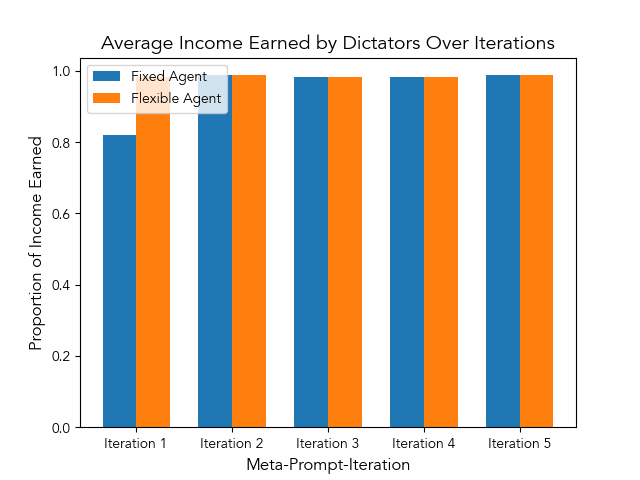 Average Income Earned by Dictators Over Iterations
Fixed Agent
Flexible Agent
1.0
0.8
0.6
0.4
0.2
0.0
Proportion of Income Earned
Iteration 1
Iteration 2
Iteration 3
Iteration 4
Iteration 5
Meta-Prompt-Iteration